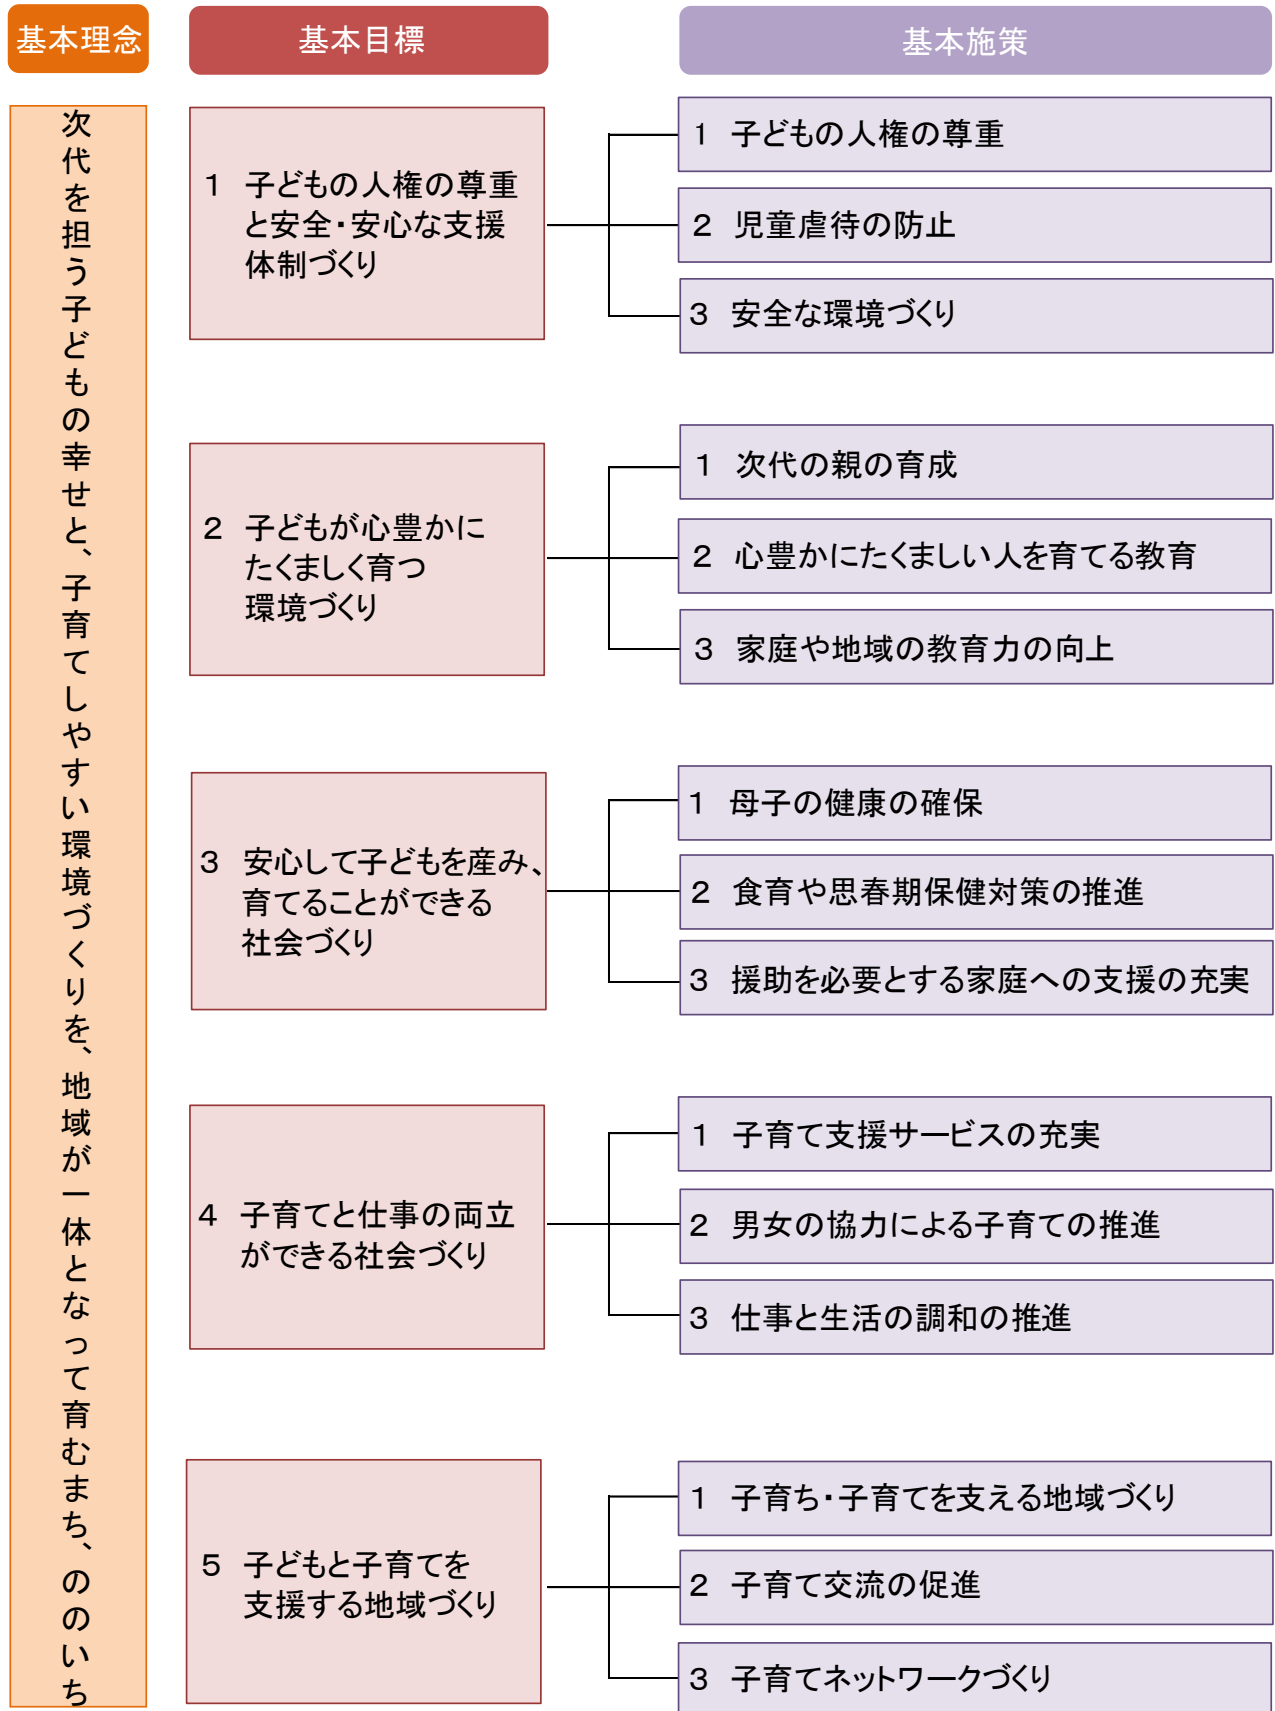 基本理念
基本目標
基本施策
次代を担う子どもの幸せと、子育てしやすい環境づくりを、地域が一体となって育むまち、ののいち
1 子どもの人権の尊重
と安全・安心な支援
体制づくり
1 子どもの人権の尊重
2 児童虐待の防止
3 安全な環境づくり
2 子どもが心豊かに
たくましく育つ
環境づくり
1 次代の親の育成
2 心豊かにたくましい人を育てる教育
3 家庭や地域の教育力の向上
3 安心して子どもを産み、
育てることができる
社会づくり
1 母子の健康の確保
2 食育や思春期保健対策の推進
3 援助を必要とする家庭への支援の充実
4 子育てと仕事の両立
ができる社会づくり
1 子育て支援サービスの充実
2 男女の協力による子育ての推進
3 仕事と生活の調和の推進
5 子どもと子育てを
支援する地域づくり
1 子育ち・子育てを支える地域づくり
2 子育て交流の促進
3 子育てネットワークづくり